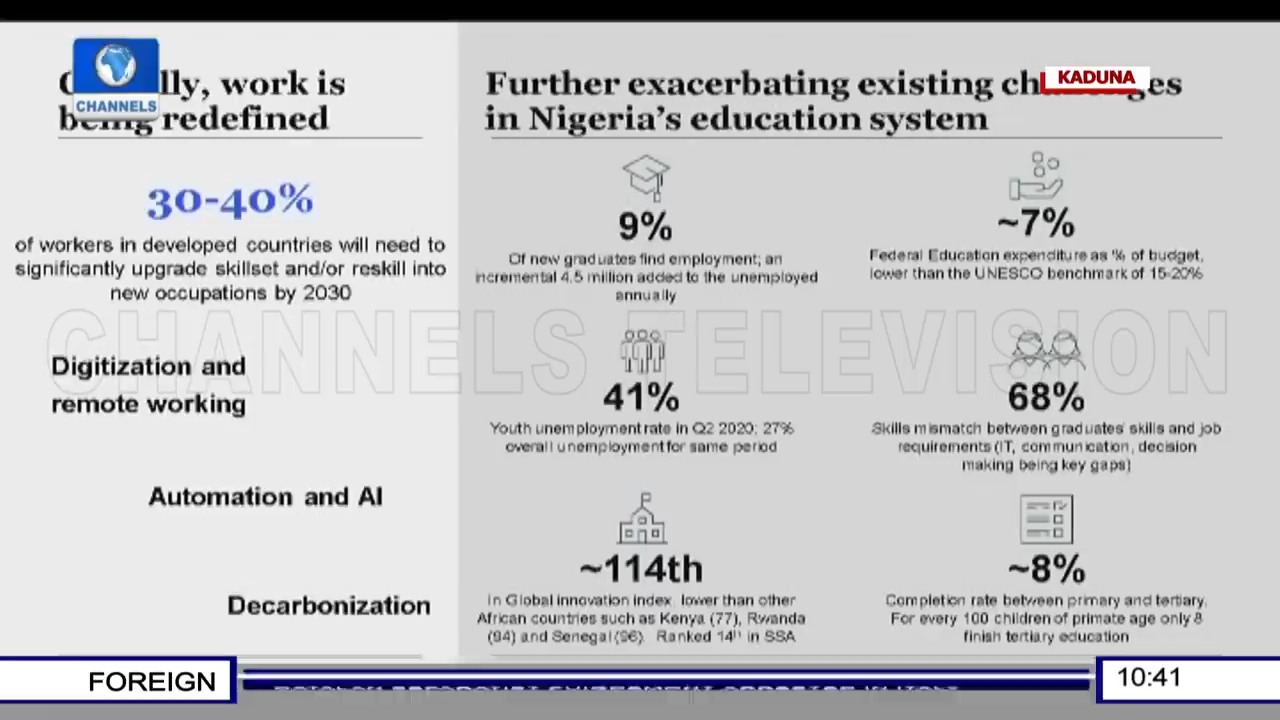 CHANNELS
KADUNA
lly, work is
redefined
30-40%
of workers in developed countries will need to
significantly upgrade skillset and/or reskill into
new occupations by 2030
Digitization and
remote working
Automation and AI
Decarbonization
Further exacerbating existing
in Nigeria's education system
9%
Of new graduates find employment; an
incremental 4.5 million added to the unemployed
annually
~7%
Federal Education expenditure as % of budget,
lower than the UNESCO benchmark of 15-20%
41%
Youth unemployment rate in Q2 2020; 27%
overall unemployment for same period
68%
Skills mismatch between graduates' skills and job
requirements (IT, communication, decision
making being key gaps)
~114th
In Global innovation index, lower than other
African countries such as Kenya (77), Rwanda
(94) and Senegal (96). Ranked 14th in SSA
~8%
Completion rate between primary and tertiary.
For every 100 children of primate age only 8
finish tertiary education
CHANNELS TELEVISION
FOREIGN
10:41